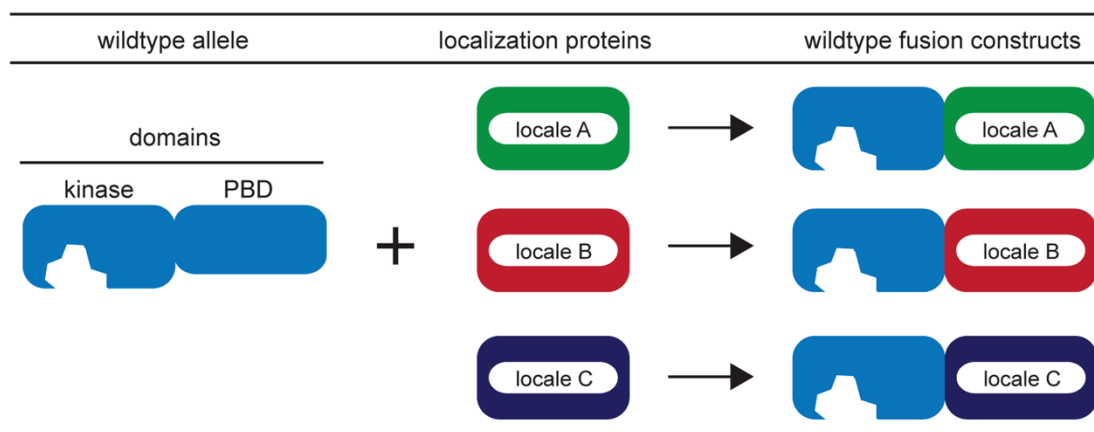 wildtype allele
localization proteins
wildtype fusion constructs
domains
kinase
PBD
+
locale A
locale A
locale B
locale B
locale C
locale C